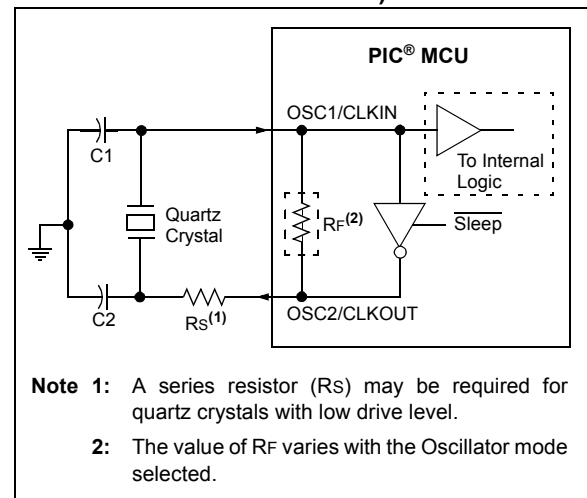 PIC® MCU
OSC1/CLKIN
C1
To Internal
Logic
Quartz
Crystal
RF(2)
Sleep
C2
RS(1)
OSC2/CLKOUT
Note 1: A series resistor (RS) may be required for
quartz crystals with low drive level.
2: The value of RF varies with the Oscillator mode
selected.